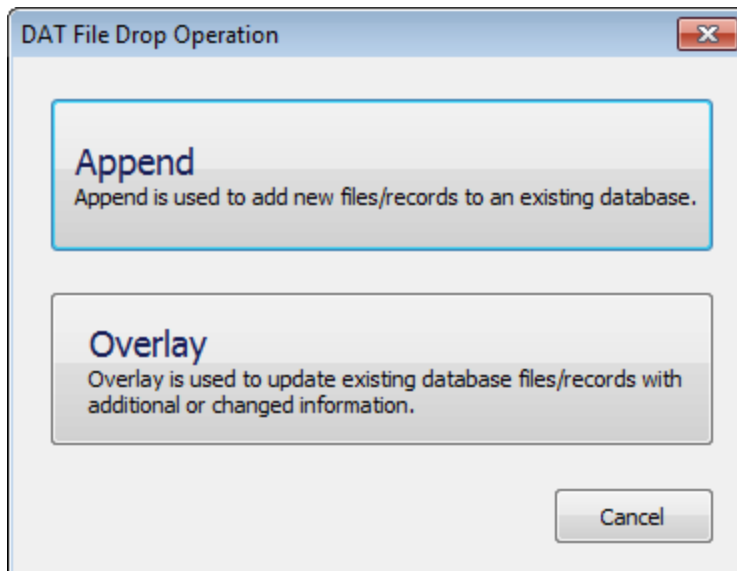 DAT File Drop Operation
Append
Append is used to add new files/records to an existing database.
Overlay
Overlay is used to update existing database files/records with
additional or changed information.
Cancel